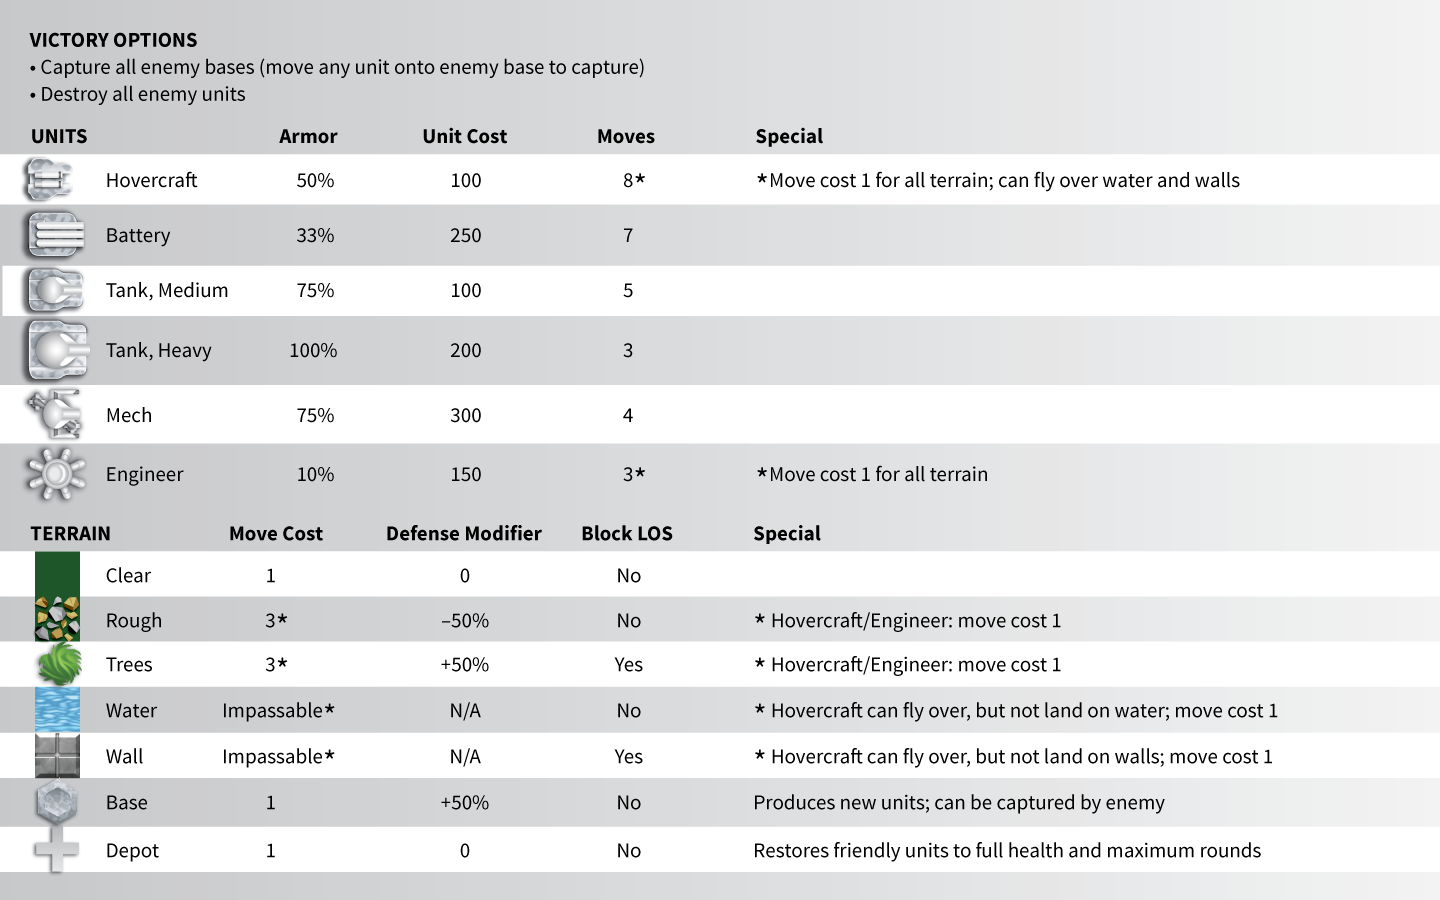 VICTORY OPTIONS
• Capture all enemy bases (move any unit onto enemy base to capture)
• Destroy all enemy units
UNITS Armor Unit Cost Moves Special
Hovercraft 50% 100 8* *Move cost 1 for all terrain; can fly over water and walls
Battery 33% 250 7
Tank, Medium 75% 100 5
Tank, Heavy 100% 200 3
Mech 75% 300 4
Engineer 10% 150 3* *Move cost 1 for all terrain
TERRAIN Move Cost Defense Modifier Block LOS Special
Clear 1 0 No
Rough 3* –50% No * Hovercraft/Engineer: move cost 1
Trees 3* +50% Yes * Hovercraft/Engineer: move cost 1
Water Impassable* N/A No * Hovercraft can fly over, but not land on water; move cost 1
Wall Impassable* N/A Yes * Hovercraft can fly over, but not land on walls; move cost 1
Base 1 +50% No Produces new units; can be captured by enemy
Depot 1 0 No Restores friendly units to full health and maximum rounds